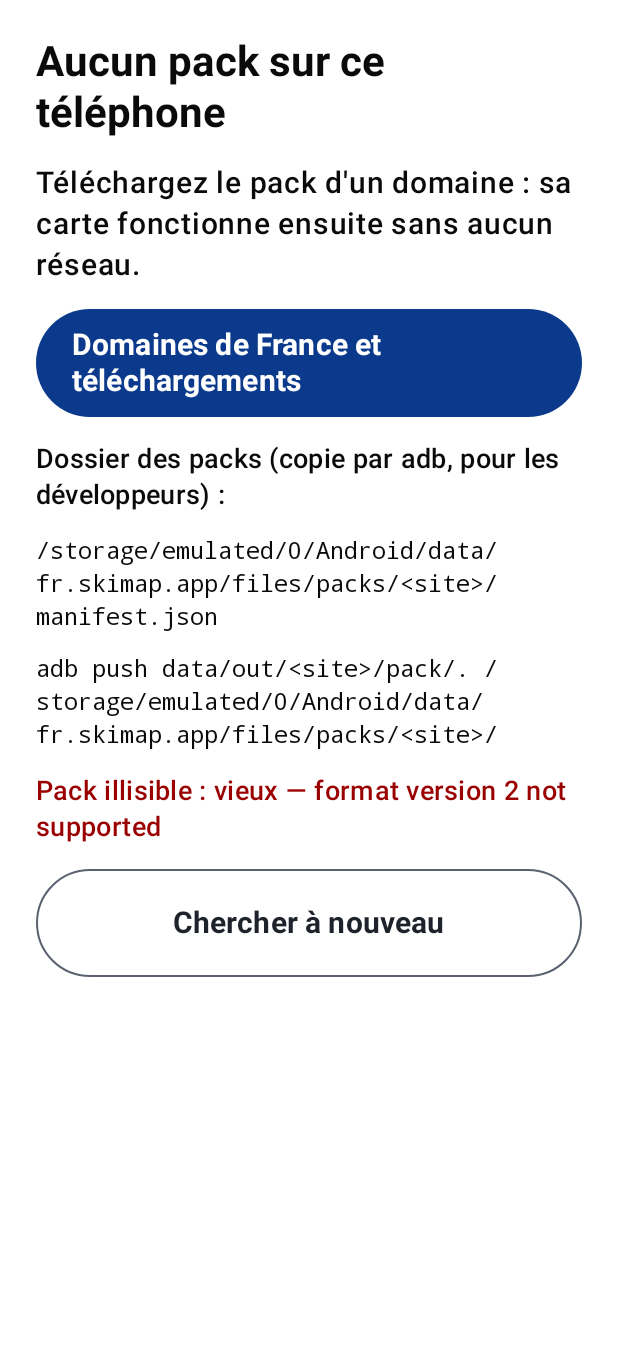 Aucun pack sur ce
téléphone
Téléchargez le pack d'un domaine : sa
carte fonctionne ensuite sans aucun
réseau.
Domaines de France et
téléchargements
Dossier des packs (copie par adb, pour les
développeurs) :
/storage/emulated/0/Android/data/
fr.skimap.app/files/packs/<site>/
manifest.json
adb push data/out/<site>/pack/. /
storage/emulated/0/Android/data/
fr.skimap.app/files/packs/<site>/
Pack illisible : vieux — format version 2 not
supported
Chercher à nouveau